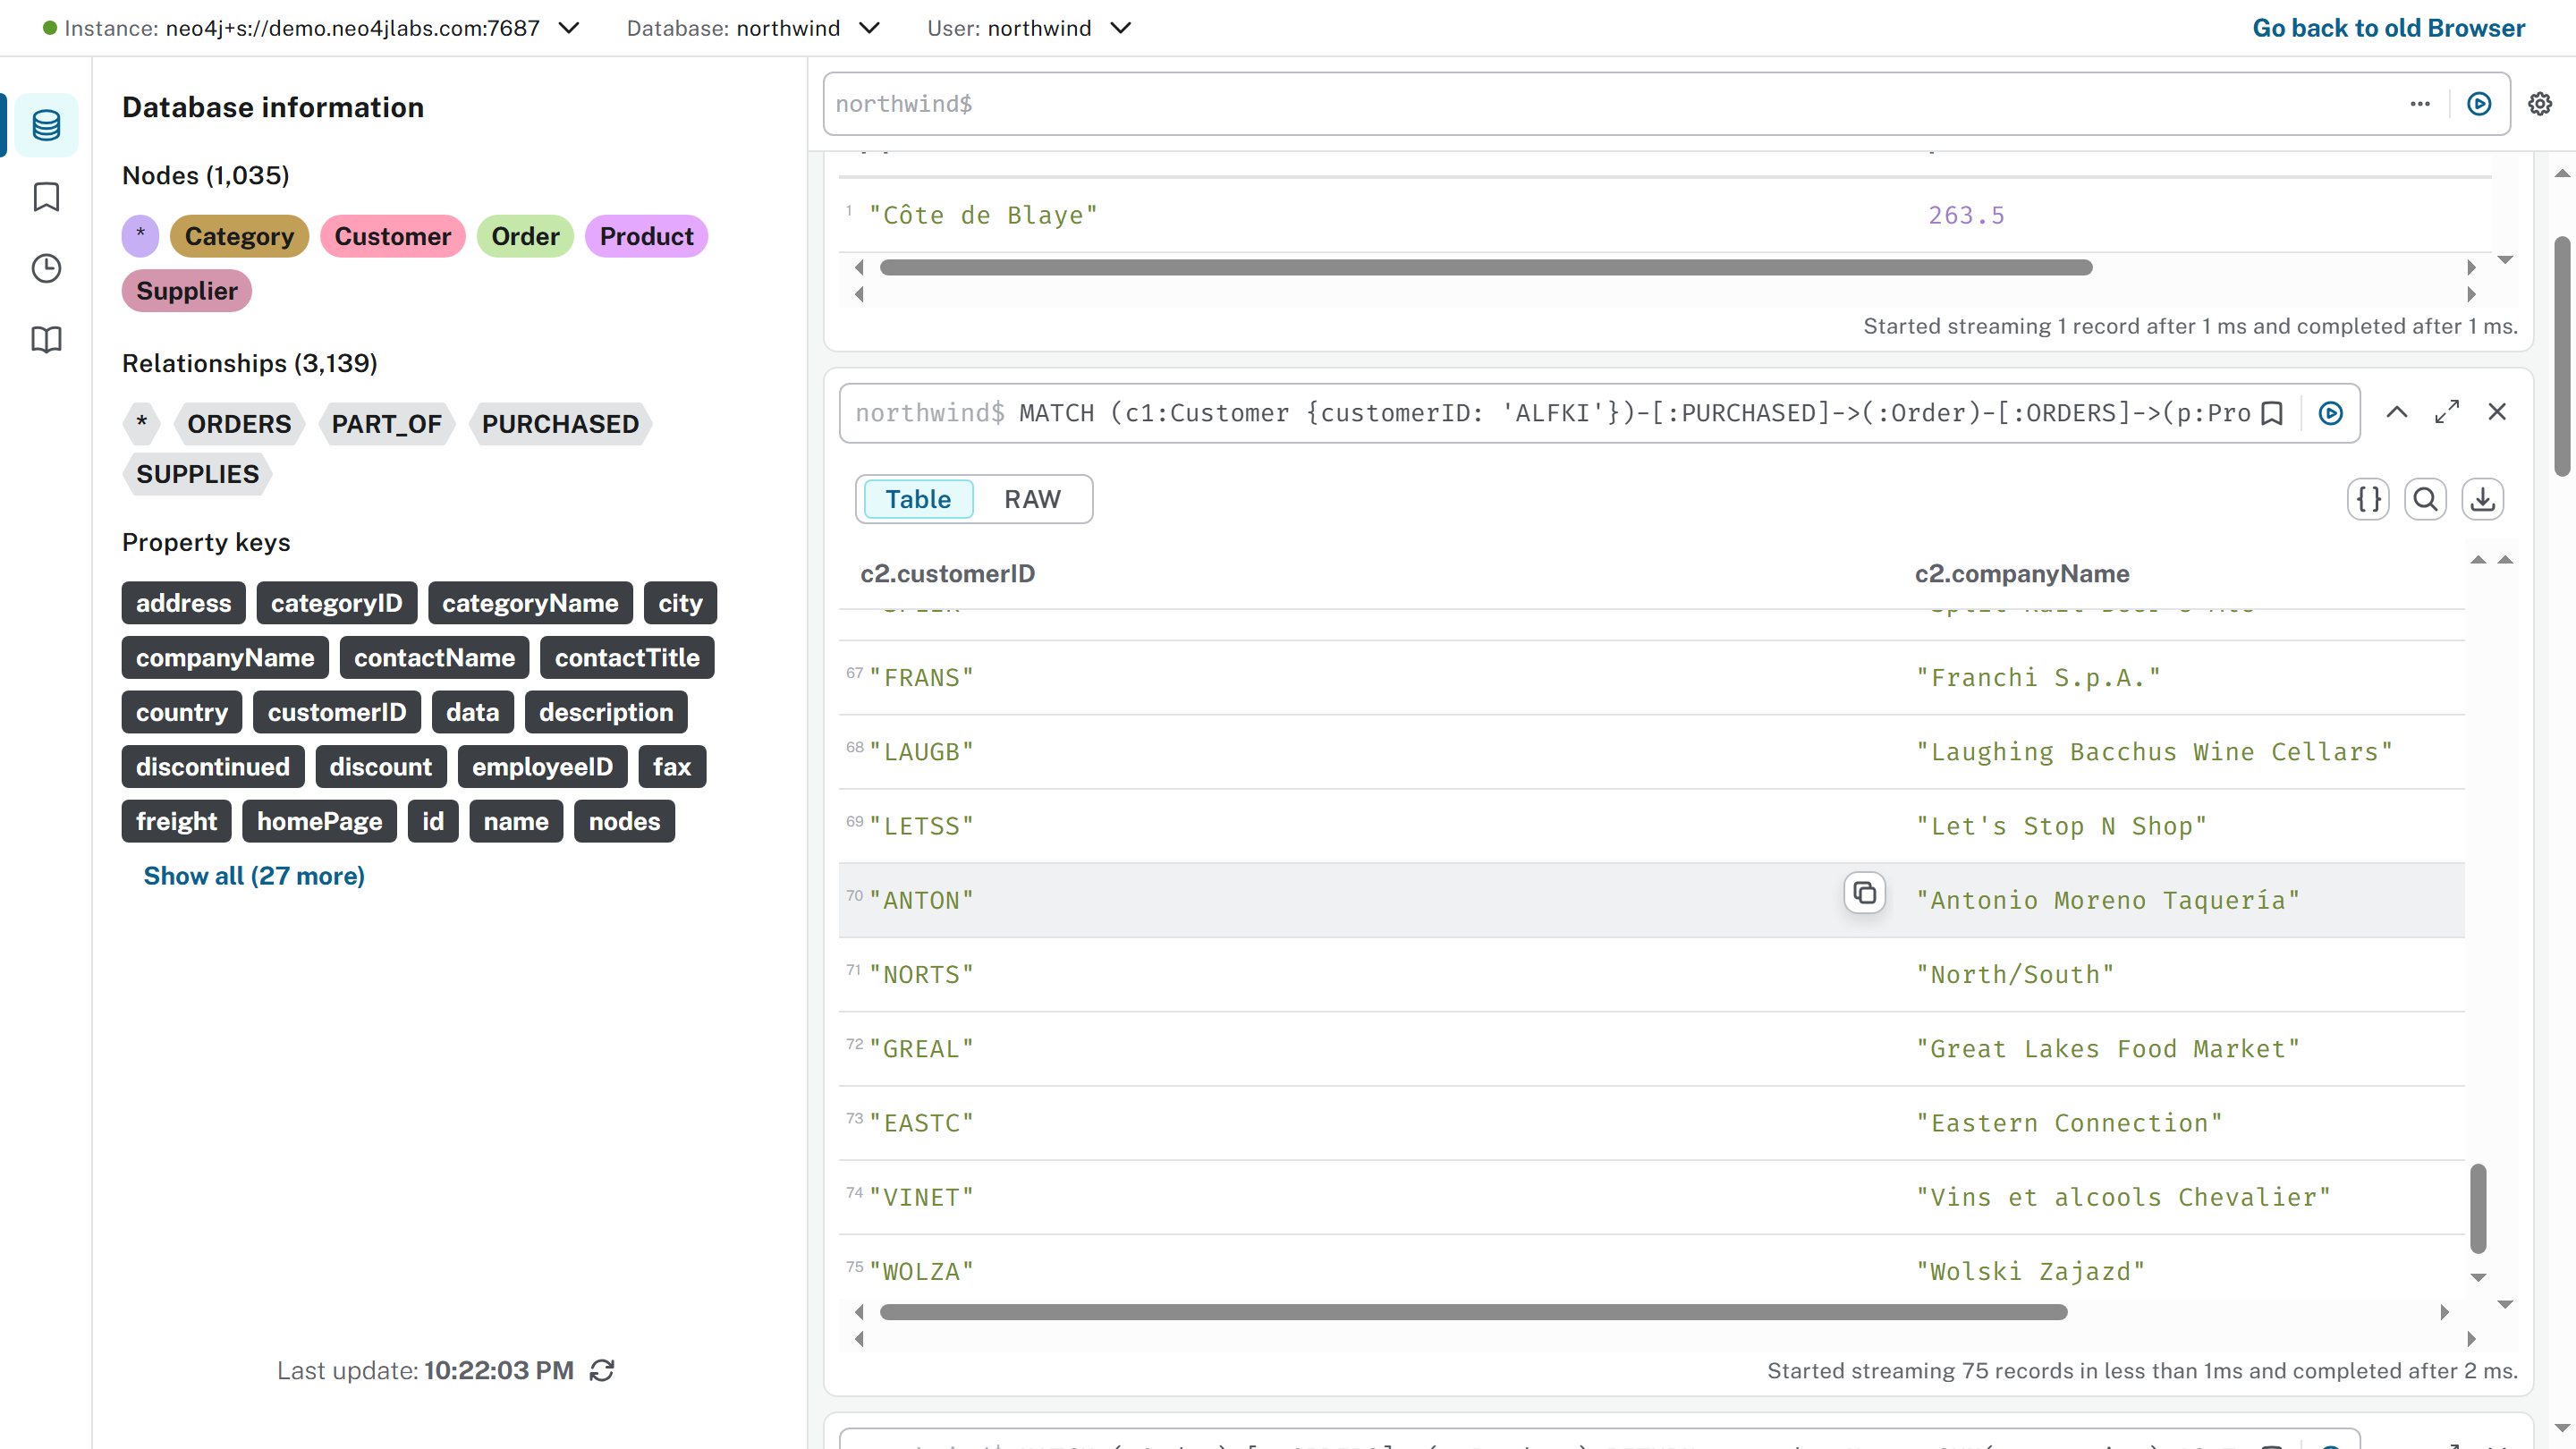 Instance: neo4j+s://demo.neo4jlabs.com:7687 Database: northwind User: northwind Go back to old Browser
Database information
Nodes (1,035)
* Category Customer Order Product
Supplier
Relationships (3,139)
* ORDERS PART_OF PURCHASED
SUPPLIES
Property keys
address categoryID categoryName city
companyName contactName contactTitle
country customerID data description
discontinued discount employeeID fax
freight homePage id name nodes
Show all (27 more)
Last update: 10:22:03 PM
northwind$
1 "Côte de Blaye" 263.5
Started streaming 1 record after 1 ms and completed after 1 ms.
northwind$ MATCH (c1:Customer {customerID: 'ALFKI'})-[:PURCHASED]->(:Order)-[:ORDERS]->(p:Pro
Table RAW
c2.customerID c2.companyName
67 "FRANS" "Franchi S.p.A."
68 "LAUGB" "Laughing Bacchus Wine Cellars"
69 "LETSS" "Let's Stop N Shop"
70 "ANTON" "Antonio Moreno Taquería"
71 "NORTS" "North/South"
72 "GREAL" "Great Lakes Food Market"
73 "EASTC" "Eastern Connection"
74 "VINET" "Vins et alcools Chevalier"
75 "WOLZA" "Wolski Zajazd"
Started streaming 75 records in less than 1ms and completed after 2 ms.